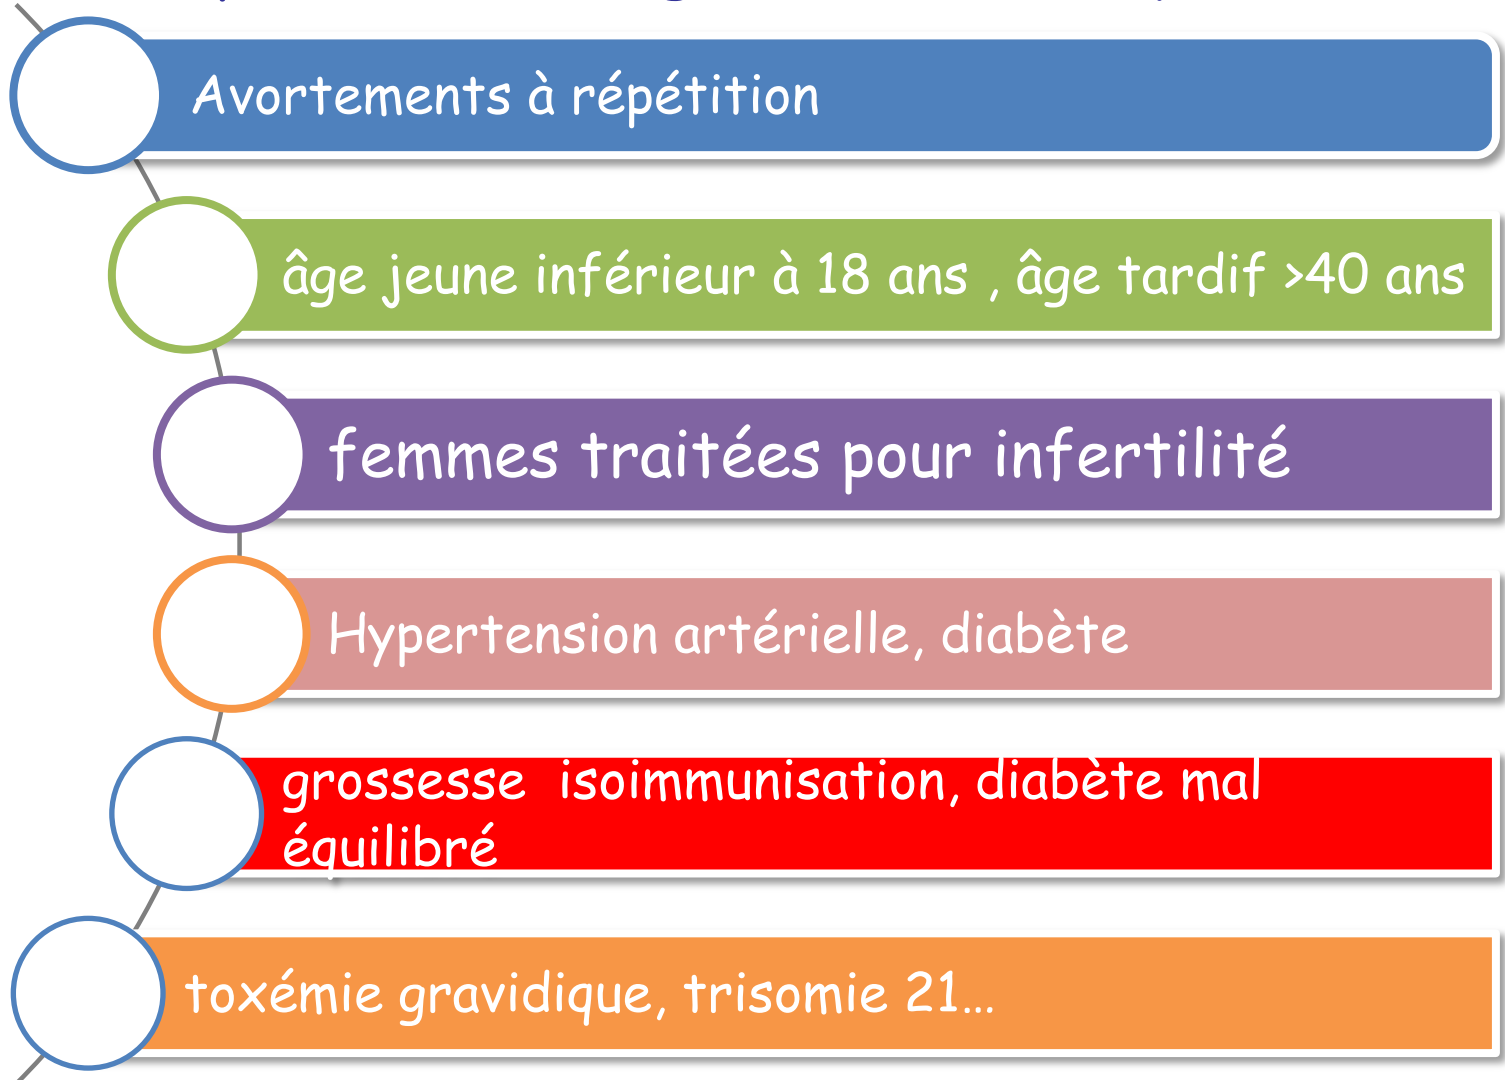 Avortements à répétition
âge jeune inférieur à 18 ans , âge tardif >40 ans
femmes traitées pour infertilité
Hypertension artérielle, diabète
grossesse isoimmunisation, diabète mal
équilibré
toxémie gravidique, trisomie 21...